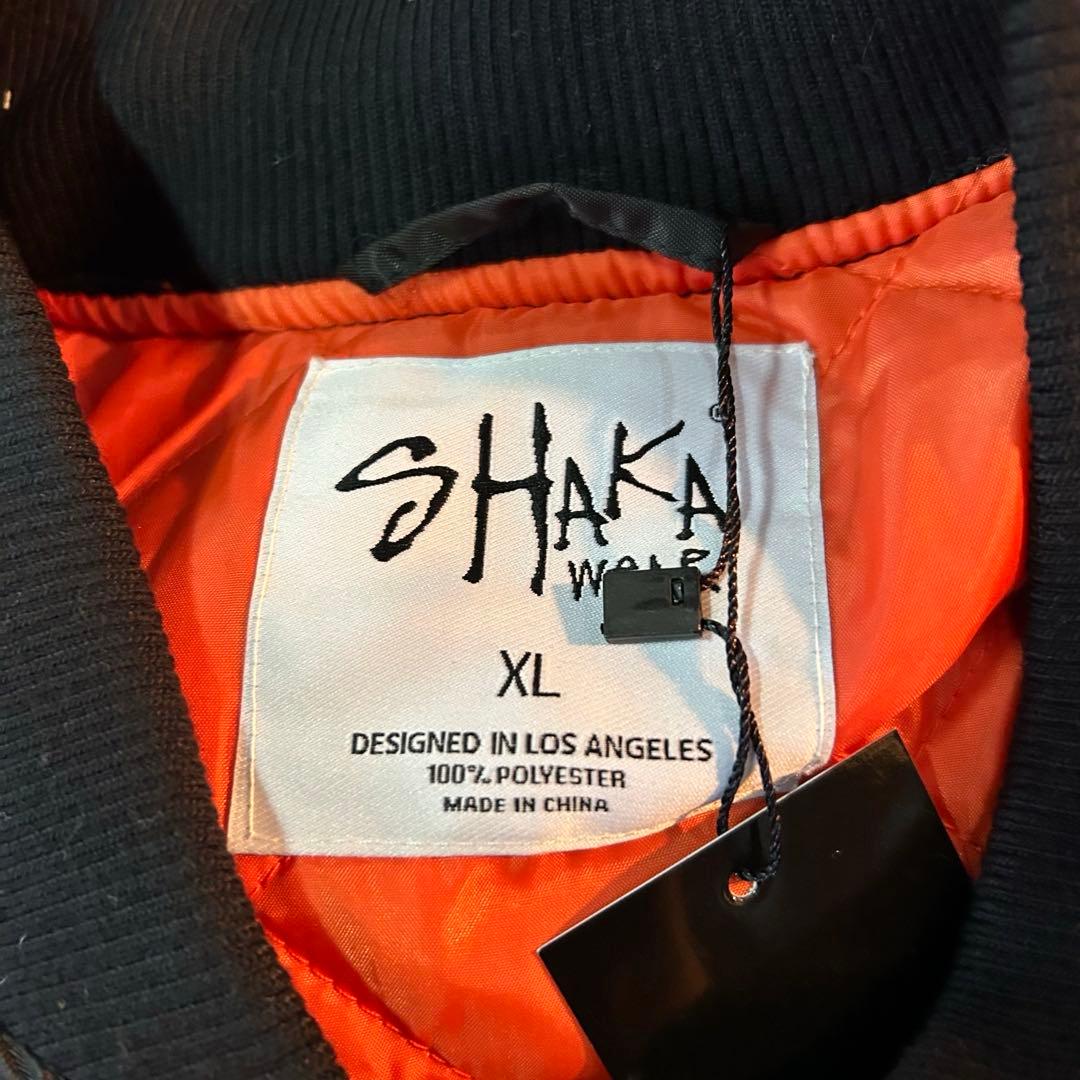 SHAKA
XL
DESIGNED IN LOS ANGELES
100% POLYESTER
MADE IN CHINA